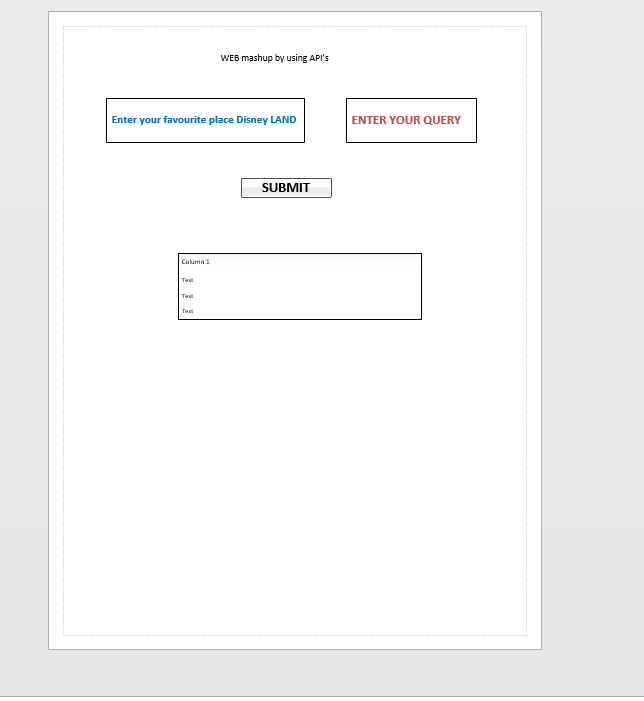 WEB mashup by using API's
Enter your favourite place Disney LAND
ENTER YOUR QUERY
SUBMIT
Column 1
Text
Text
Text